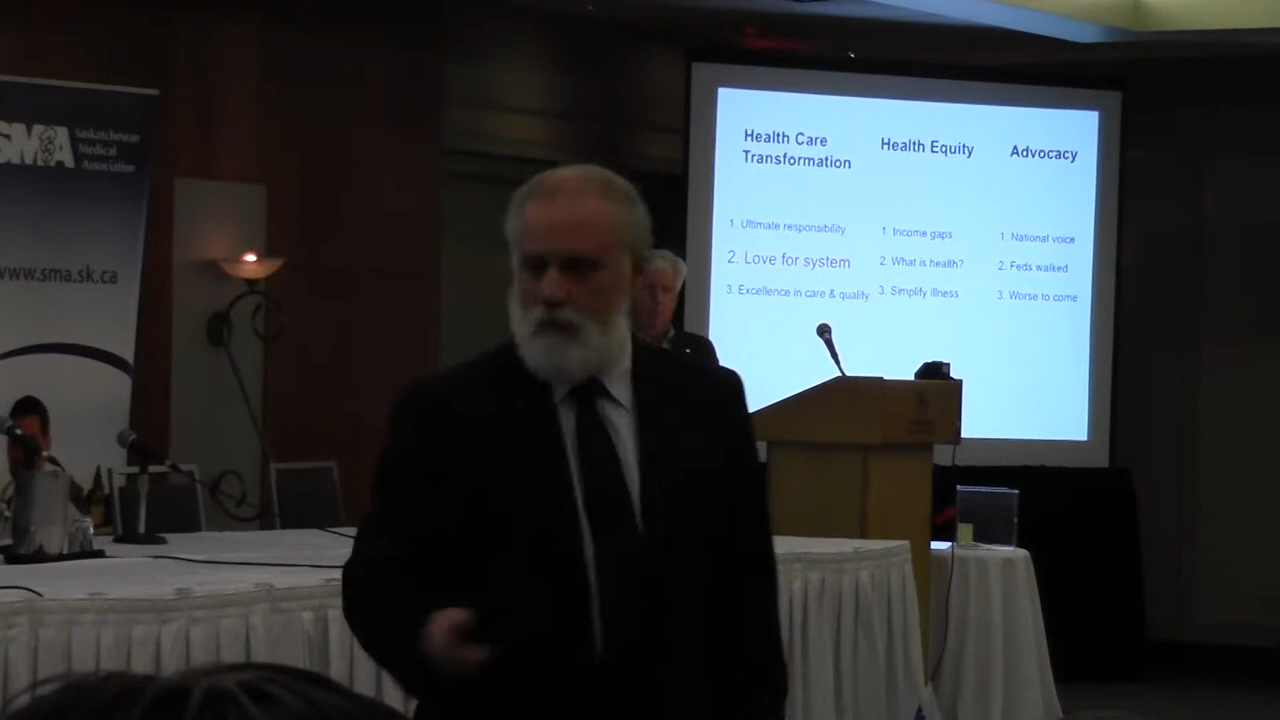 SMA
Saskatchewan
Medical
Association
www.sma.sk.ca
Health Care
Transformation
1. Ultimate responsibility
2. Love for system
3. Excellence in care & quality
Health Equity
1. Income gaps
2. What is health?
3. Simplify illness
Advocacy
1. National voice
2. Feds walked
3. Worse to come